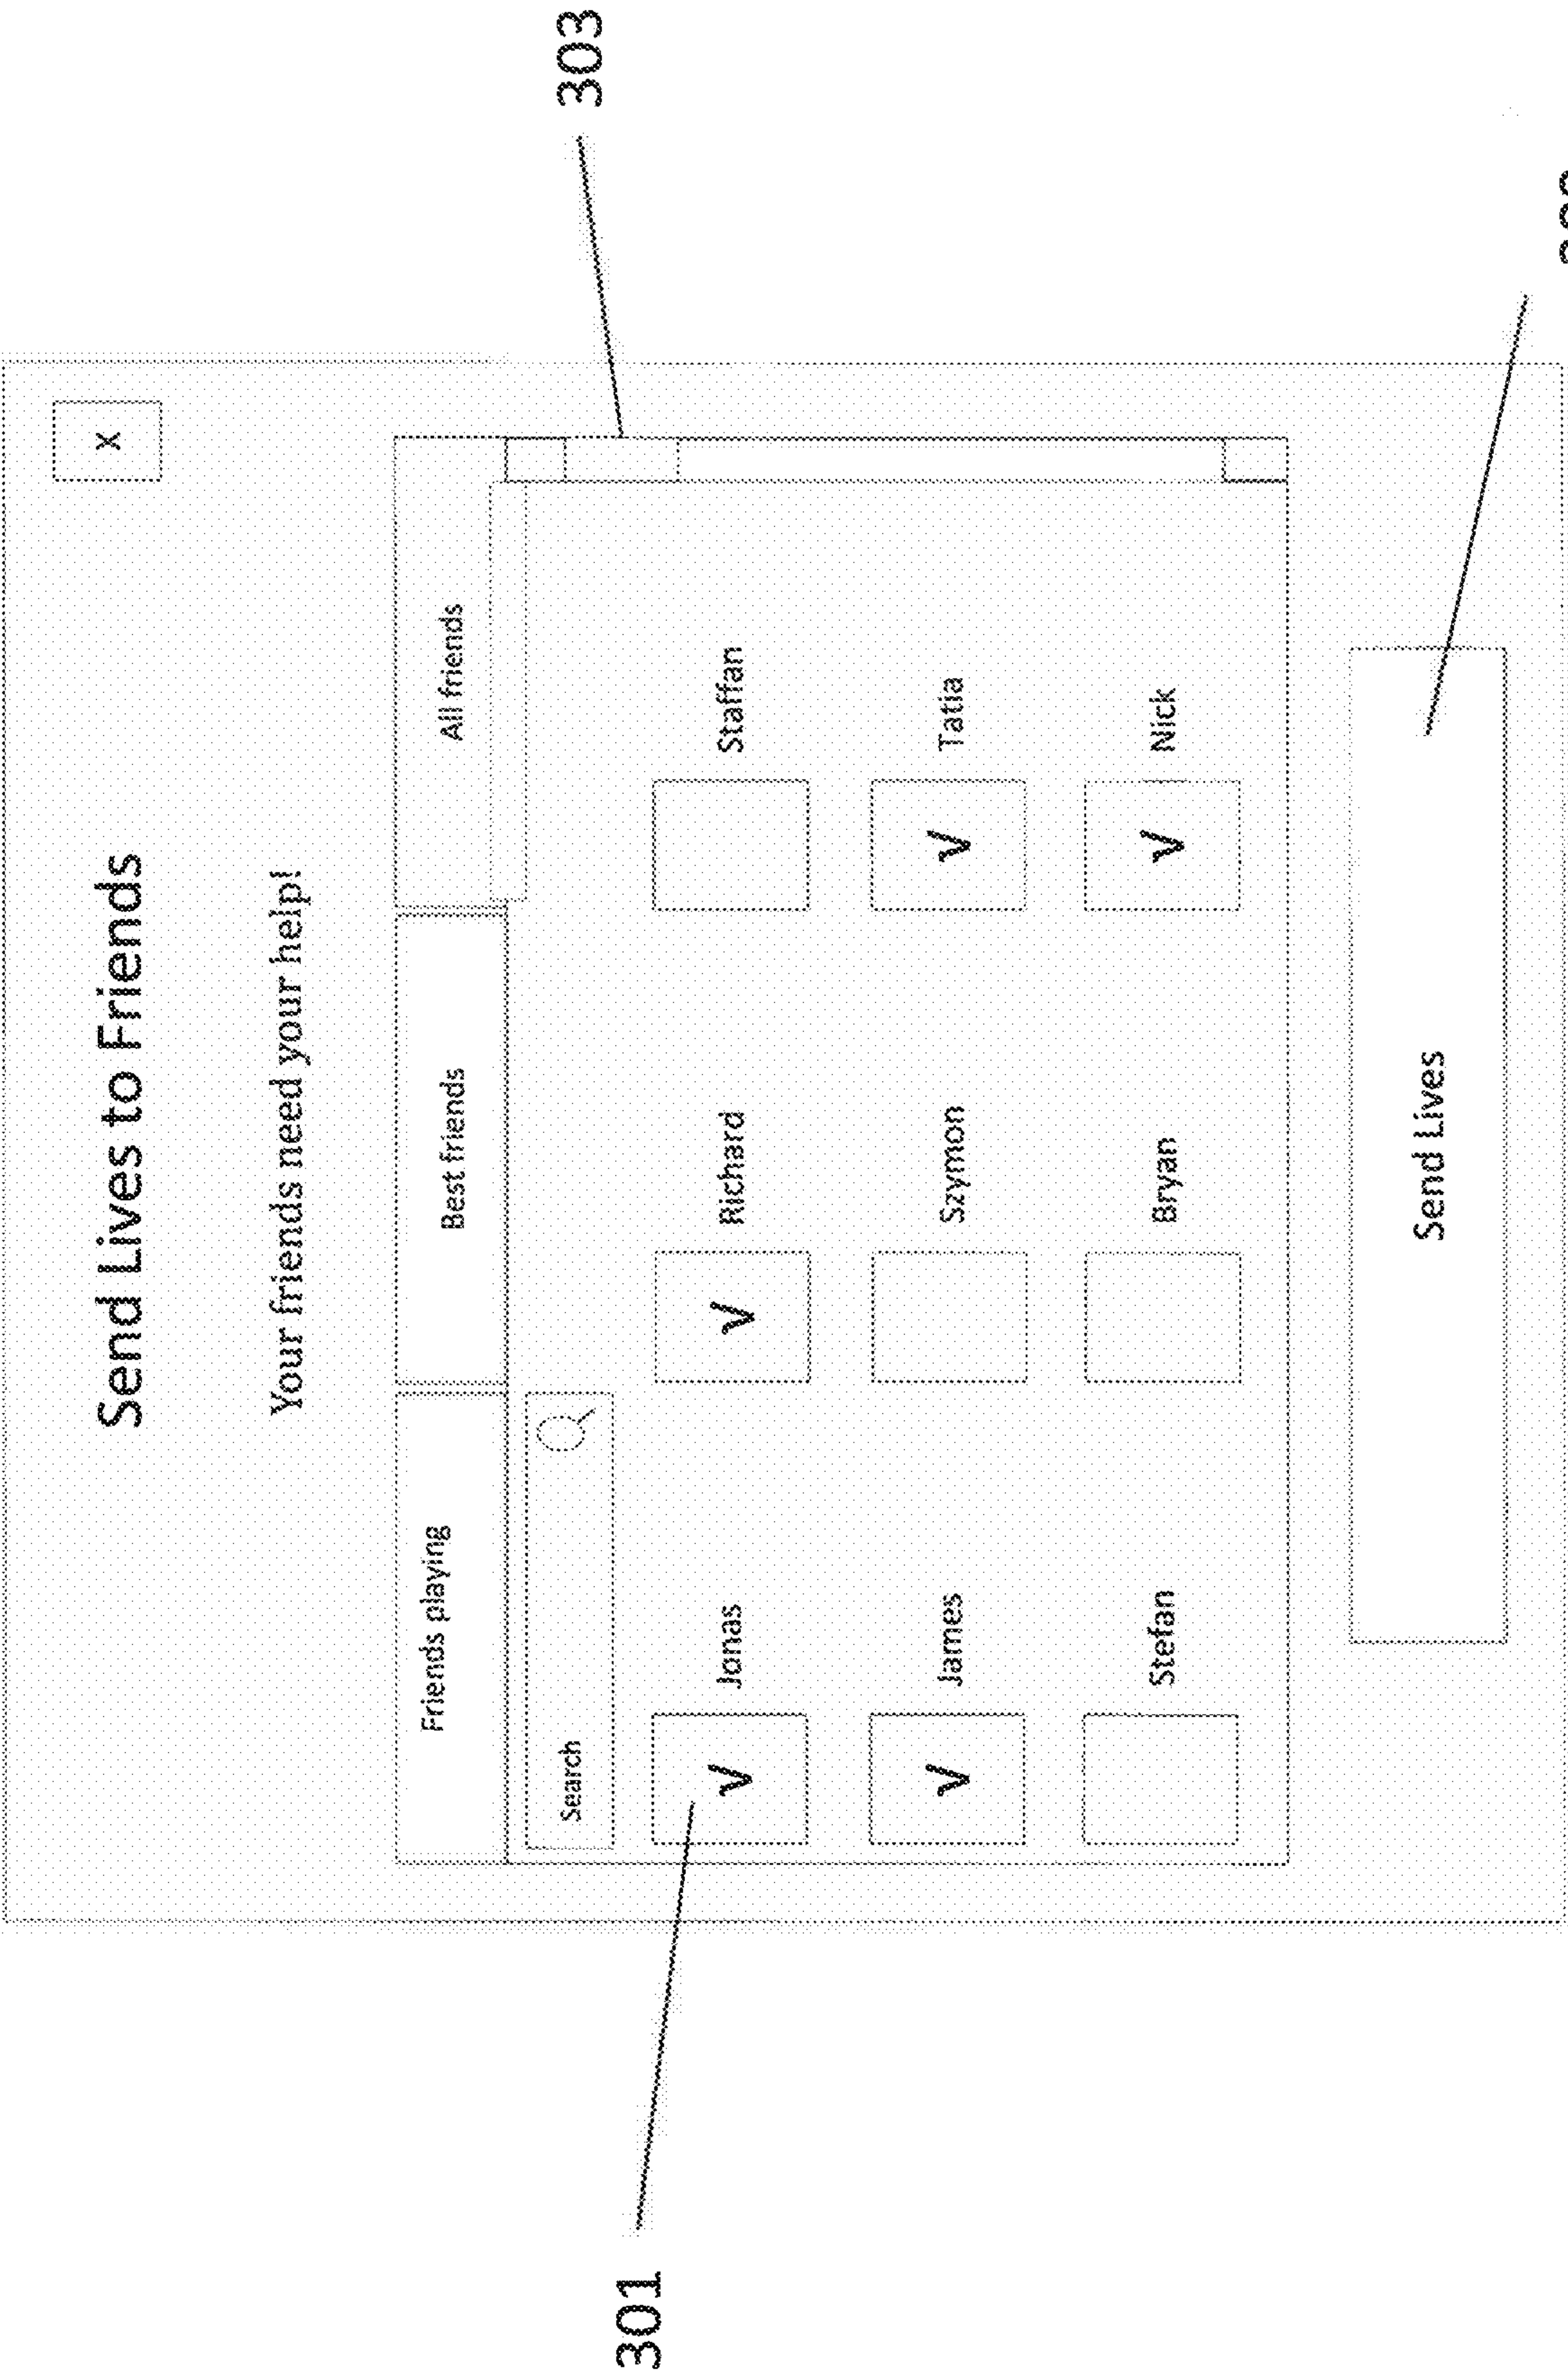 X
Send Lives to Friends
Your friends need your help!
Friends playing Best friends All friends
303
Search
301
√ Jonas √ Richard Staffan
√ James Szymon √ Tatia
Stefan Bryan √ Nick
Send Lives